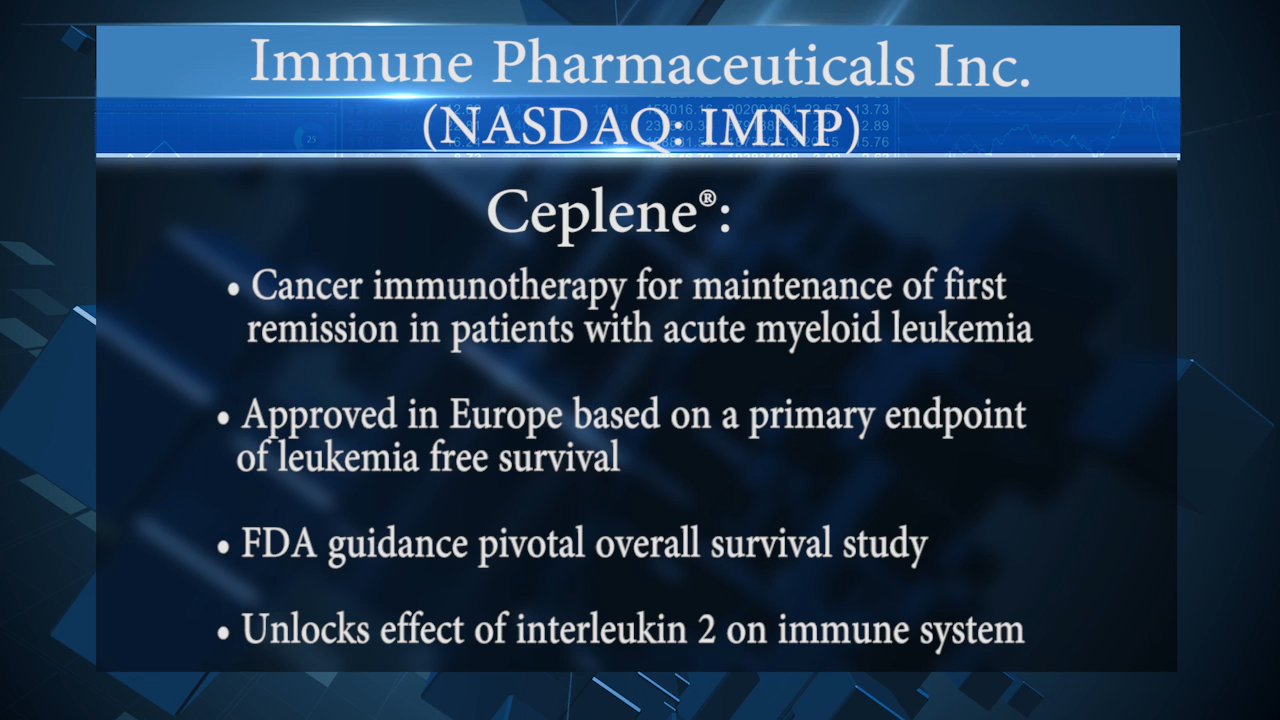 Immune Pharmaceuticals Inc.
(NASDAQ: IMNP)
Ceplene®:
• Cancer immunotherapy for maintenance of first
remission in patients with acute myeloid leukemia
• Approved in Europe based on a primary endpoint
of leukemia free survival
• FDA guidance pivotal overall survival study
• Unlocks effect of interleukin 2 on immune system